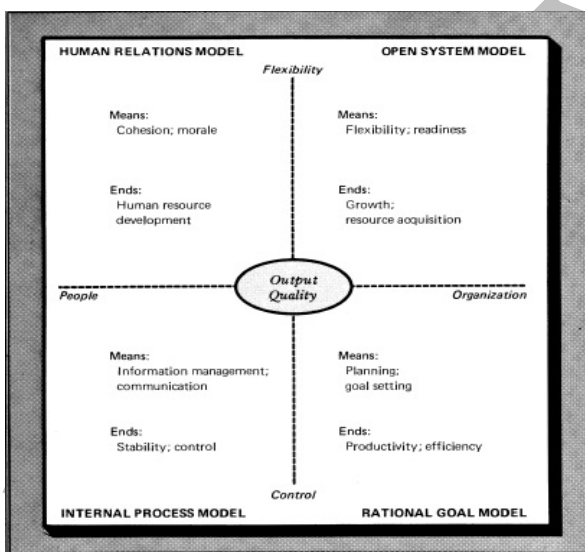 HUMAN RELATIONS MODEL
OPEN SYSTEM MODEL
Flexibility
Means:
Cohesion; morale
Means:
Flexibility; readiness
Ends:
Human resource
development
Ends:
Growth;
resource acquisition
People
Output
Quality
Organization
Means:
Information management;
communication
Means:
Planning;
goal setting
Ends:
Stability; control
Ends:
Productivity; efficiency
Control
INTERNAL PROCESS MODEL
RATIONAL GOAL MODEL